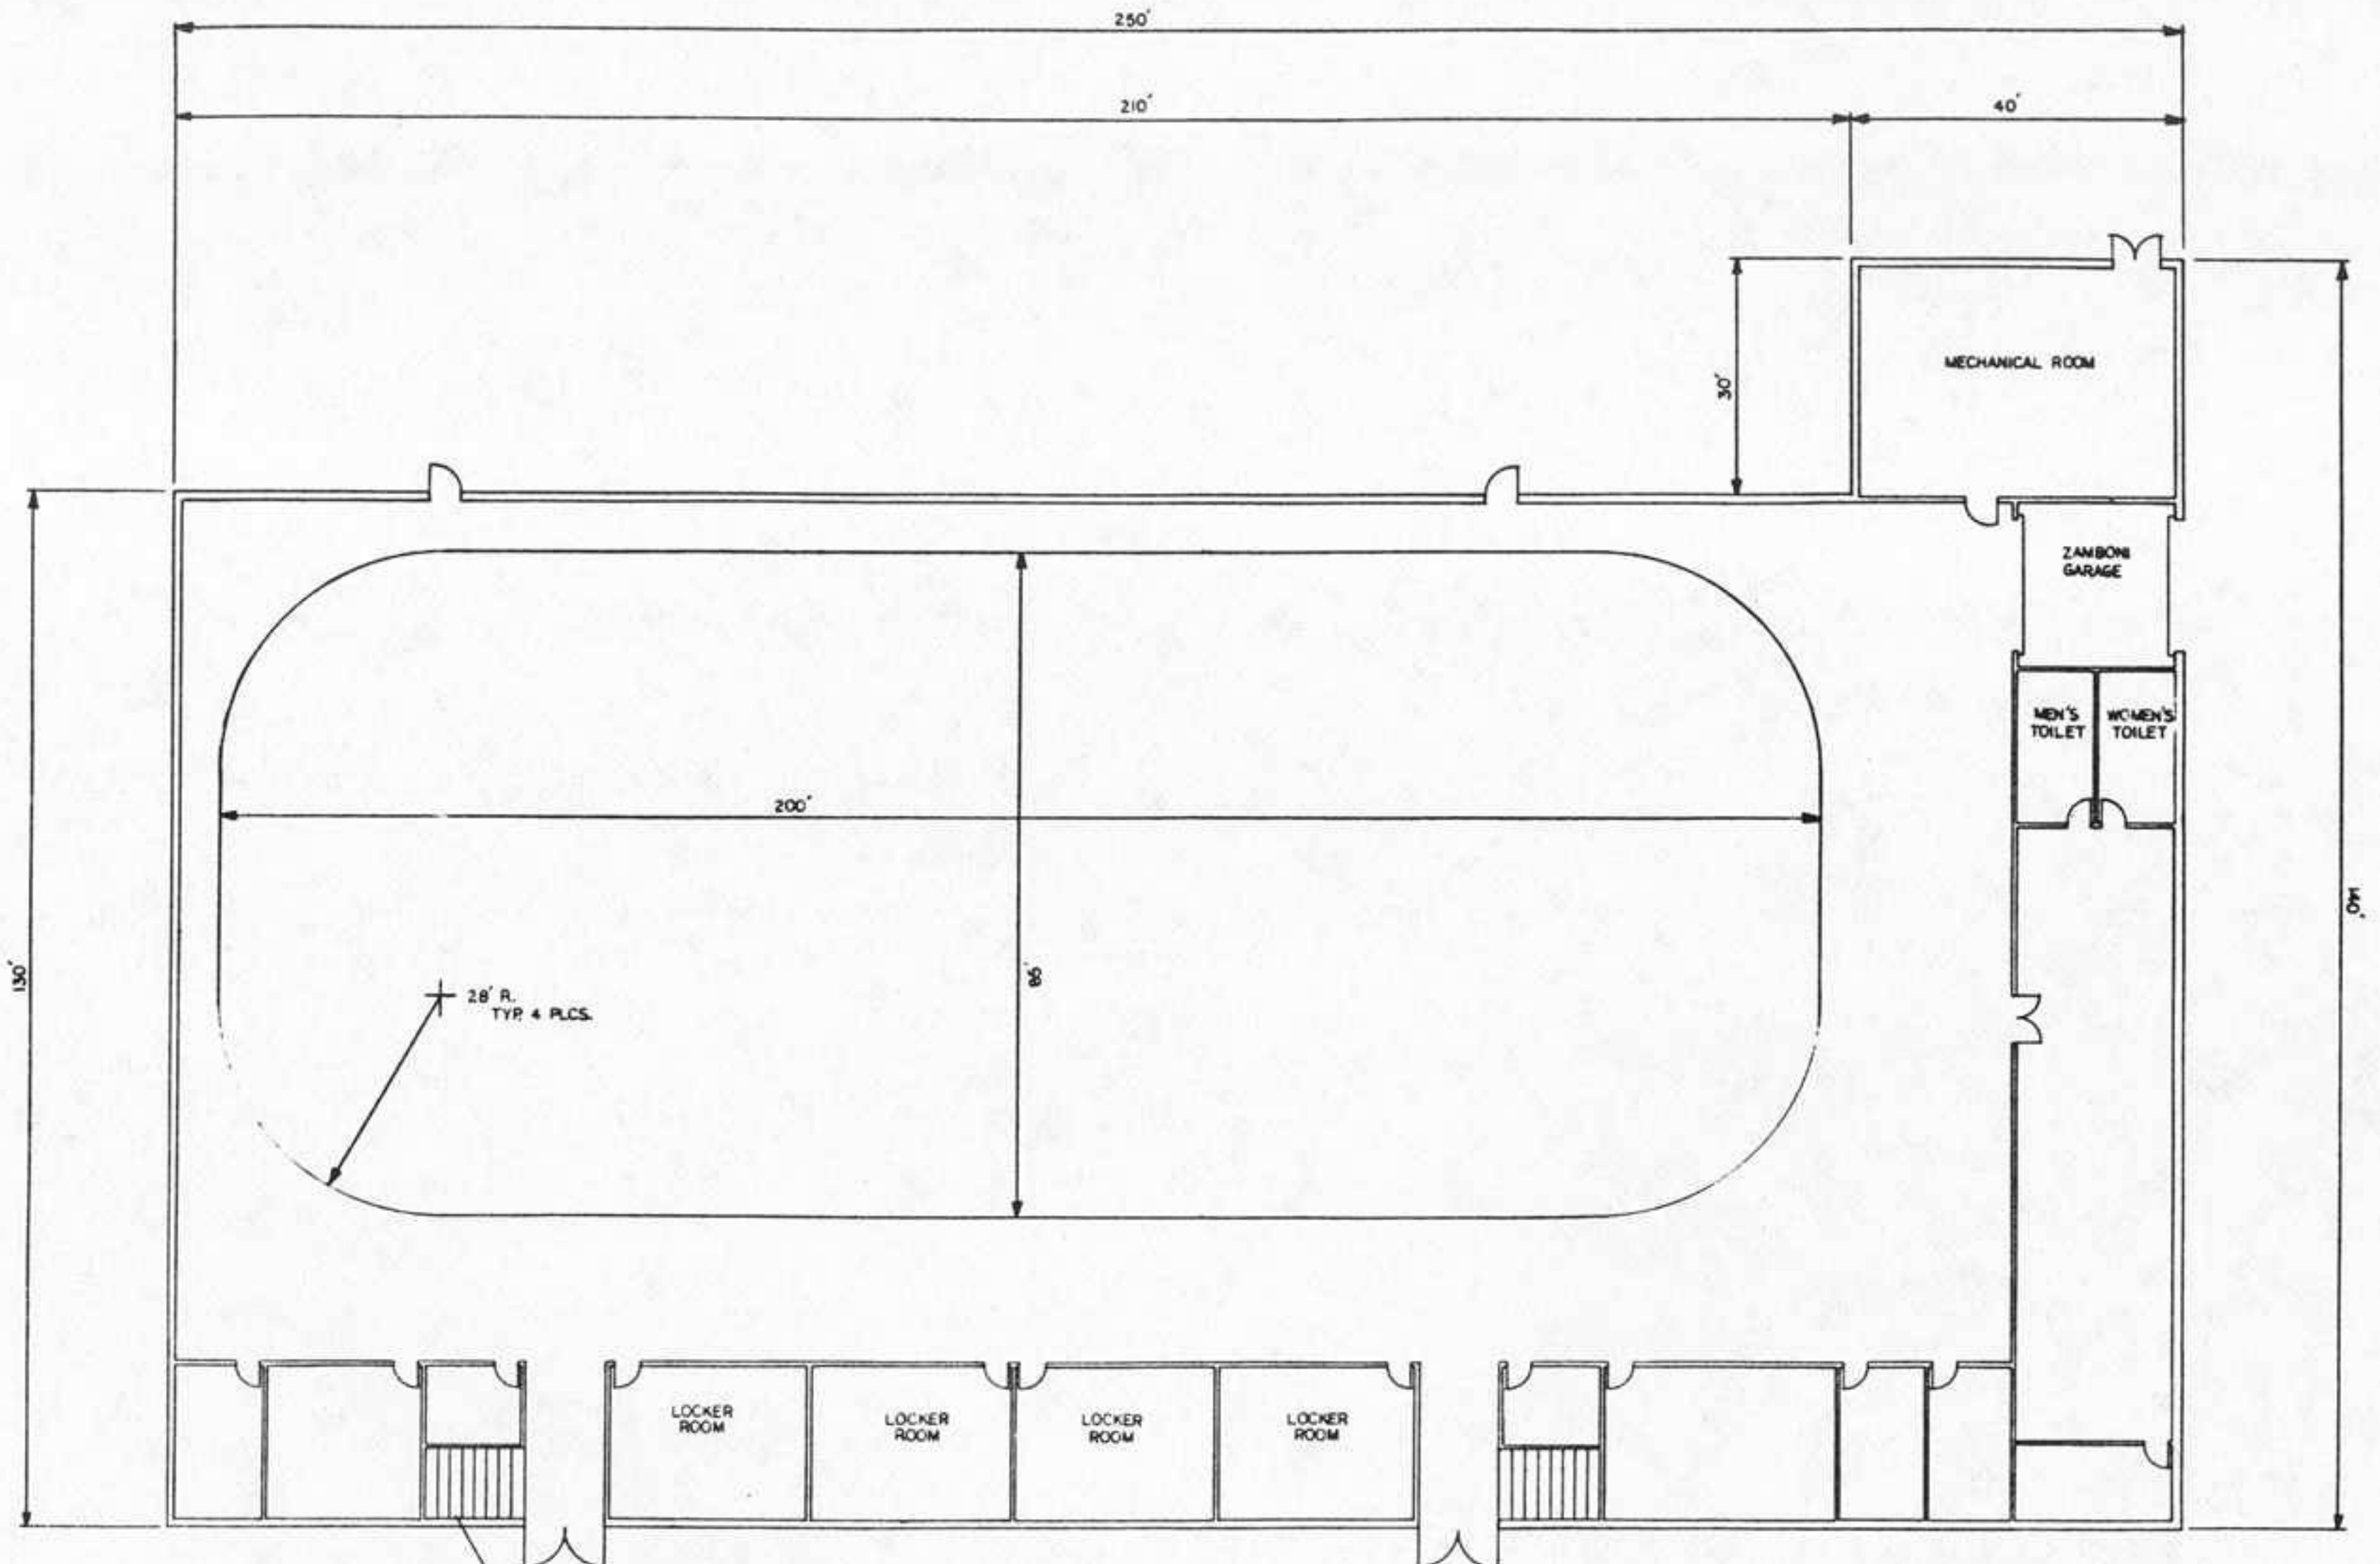 250'
210'
40'
30'
MECHANICAL ROOM
ZAMBONI
GARAGE
MEN'S
TOILET
WOMEN'S
TOILET
200'
140'
130'
85'
28' R.
TYP. 4 PLCS.
LOCKER
ROOM
LOCKER
ROOM
LOCKER
ROOM
LOCKER
ROOM